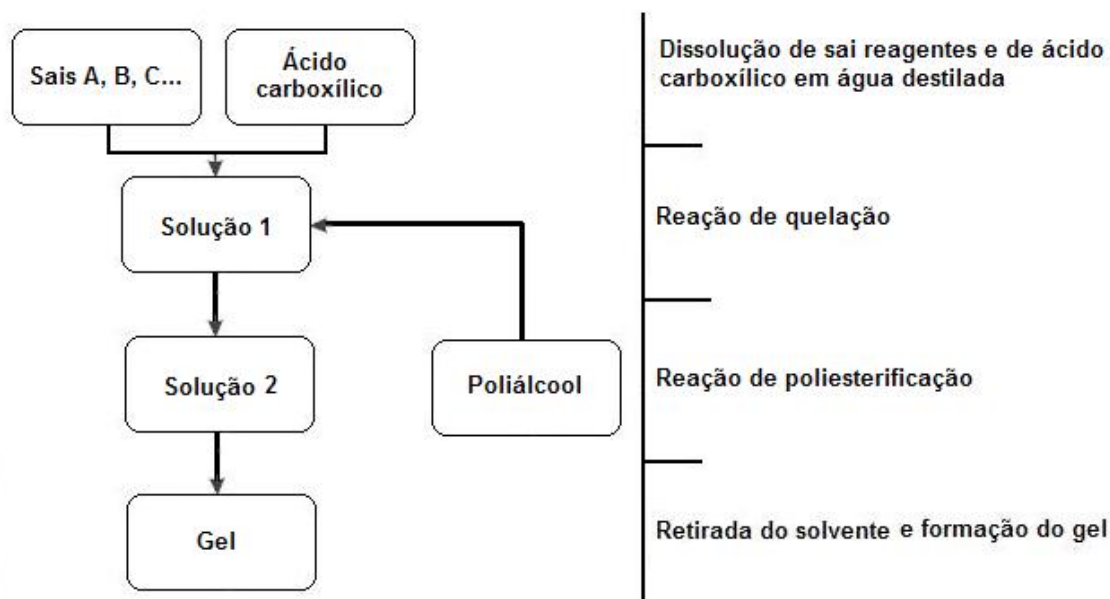 Sais A, B, C...
Ácido
carboxílico
Dissolução de sai reagentes e de ácido
carboxílico em água destilada
Solução 1
Reação de quelação
Solução 2
Poliálcool
Reação de poliesterificação
Gel
Retirada do solvente e formação do gel